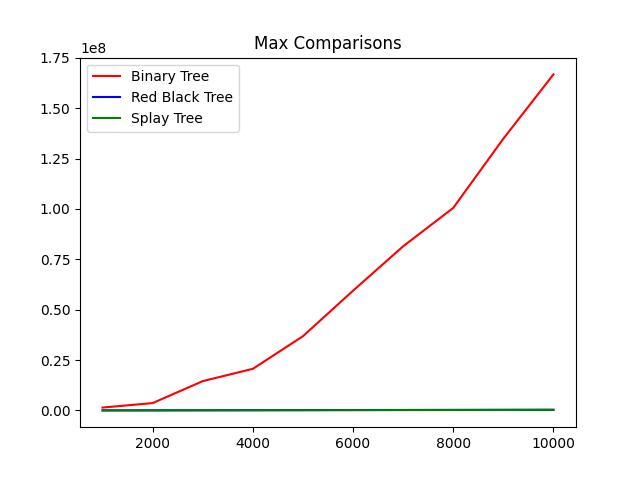 Max Comparisons
1e8
1.75
1.50
1.25
1.00
0.75
0.50
0.25
0.00
Binary Tree
Red Black Tree
Splay Tree
2000 4000 6000 8000 10000